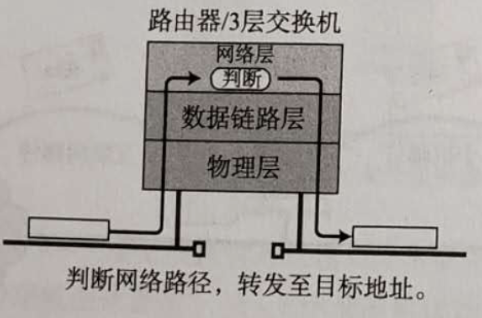 路由器/3层交换机
网络层
判断
数据链路层
物理层
判断网络路径，转发至目标地址。